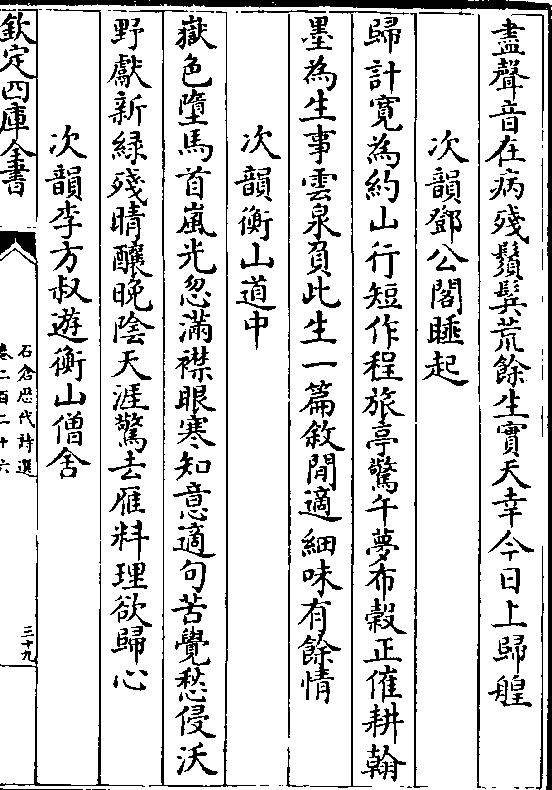 盡聲音在病殘鬚髩荒餘生實天幸今日上歸艎
次韻鄧公閣睡起
歸計寛為約山行短作程旅亭驚午夢布穀正催耕翰
墨為生事雲泉負此生一篇敘閒適細味有餘情
次韻衡山道中
嶽色墮馬首嵐光忽滿襟眼寒知意適句苦覺愁侵沃
野獻新緑殘晴釀晚陰天涯驚去雁料理欲歸心
次韻李方叔遊衡山僧舍
欽定四庫全書
石倉歴代詩選
卷二百二十六
三十九